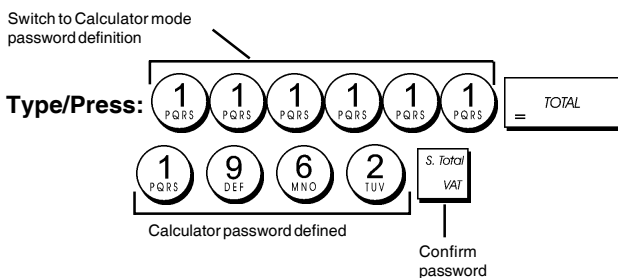 Switch to Calculator mode
password definition
Type/Press: 1 PQRS 1 PQRS 1 PQRS 1 PQRS 1 PQRS 1 PQRS = TOTAL
1 PQRS 9 DEF 6 MNO 2 TUV S. Total VAT
Calculator password defined
Confirm
password